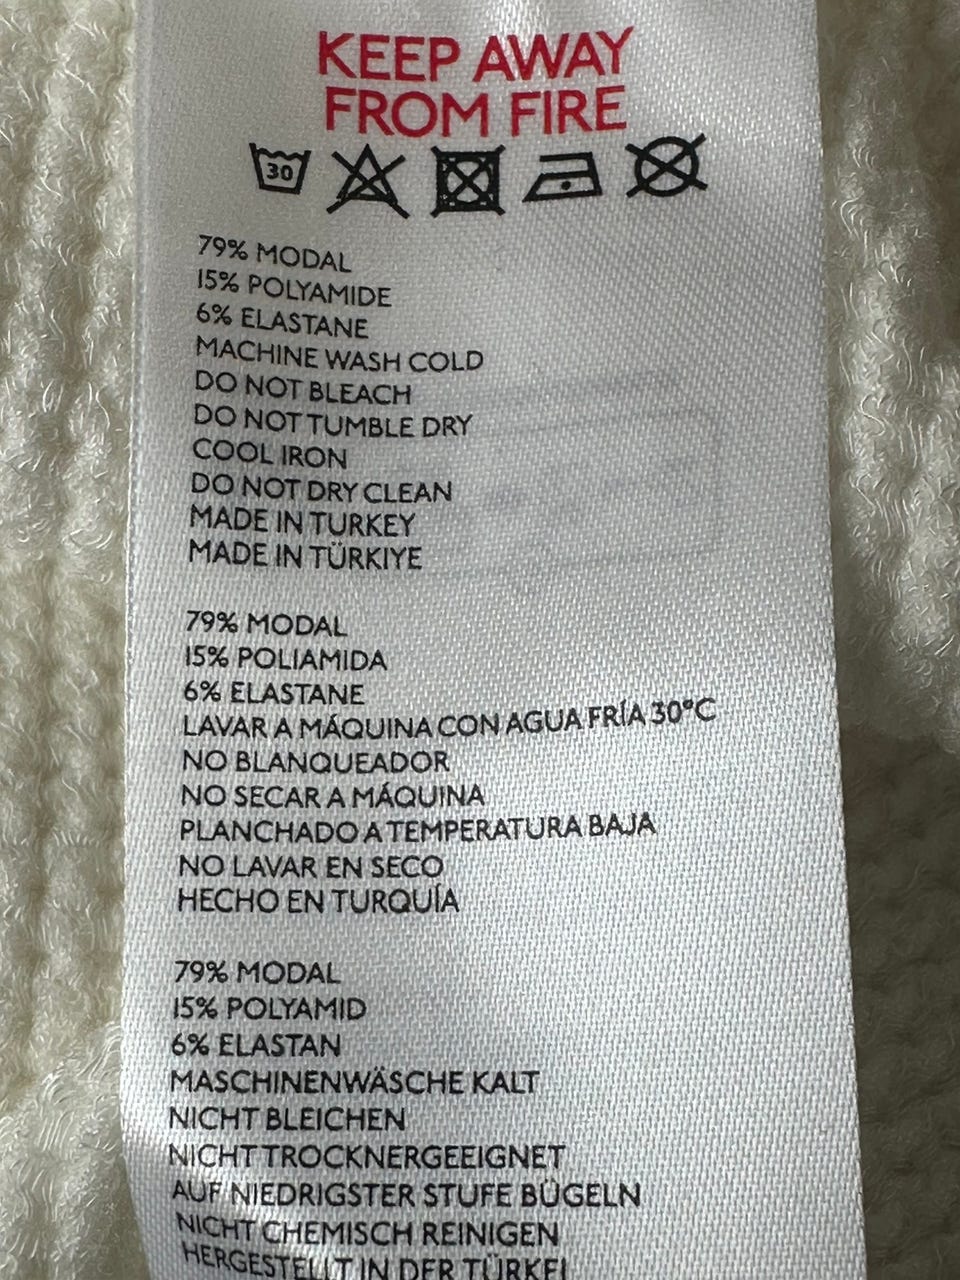 KEEP AWAY
FROM FIRE
30
79% MODAL
15% POLYAMIDE
6% ELASTANE
MACHINE WASH COLD
DO NOT BLEACH
DO NOT TUMBLE DRY
COOL IRON
DO NOT DRY CLEAN
MADE IN TURKEY
MADE IN TÜRKIYE
79% MODAL
15% POLIAMIDA
6% ELASTANE
LAVAR A MÁQUINA CON AGUA FRÍA 30°C
NO BLANQUEADOR
NO SECAR A MÁQUINA
PLANCHADO A TEMPERATURA BAJA
NO LAVAR EN SECO
HECHO EN TURQUÍA
79% MODAL
15% POLYAMID
6% ELASTAN
MASCHINENWÄSCHE KALT
NICHT BLEICHEN
NICHT TROCKNERGEEIGNET
AUF NIEDRIGSTER STUFE BÜGELN
NICHT CHEMISCH REINIGEN
HERGESTELLT IN DER TÜRKEI